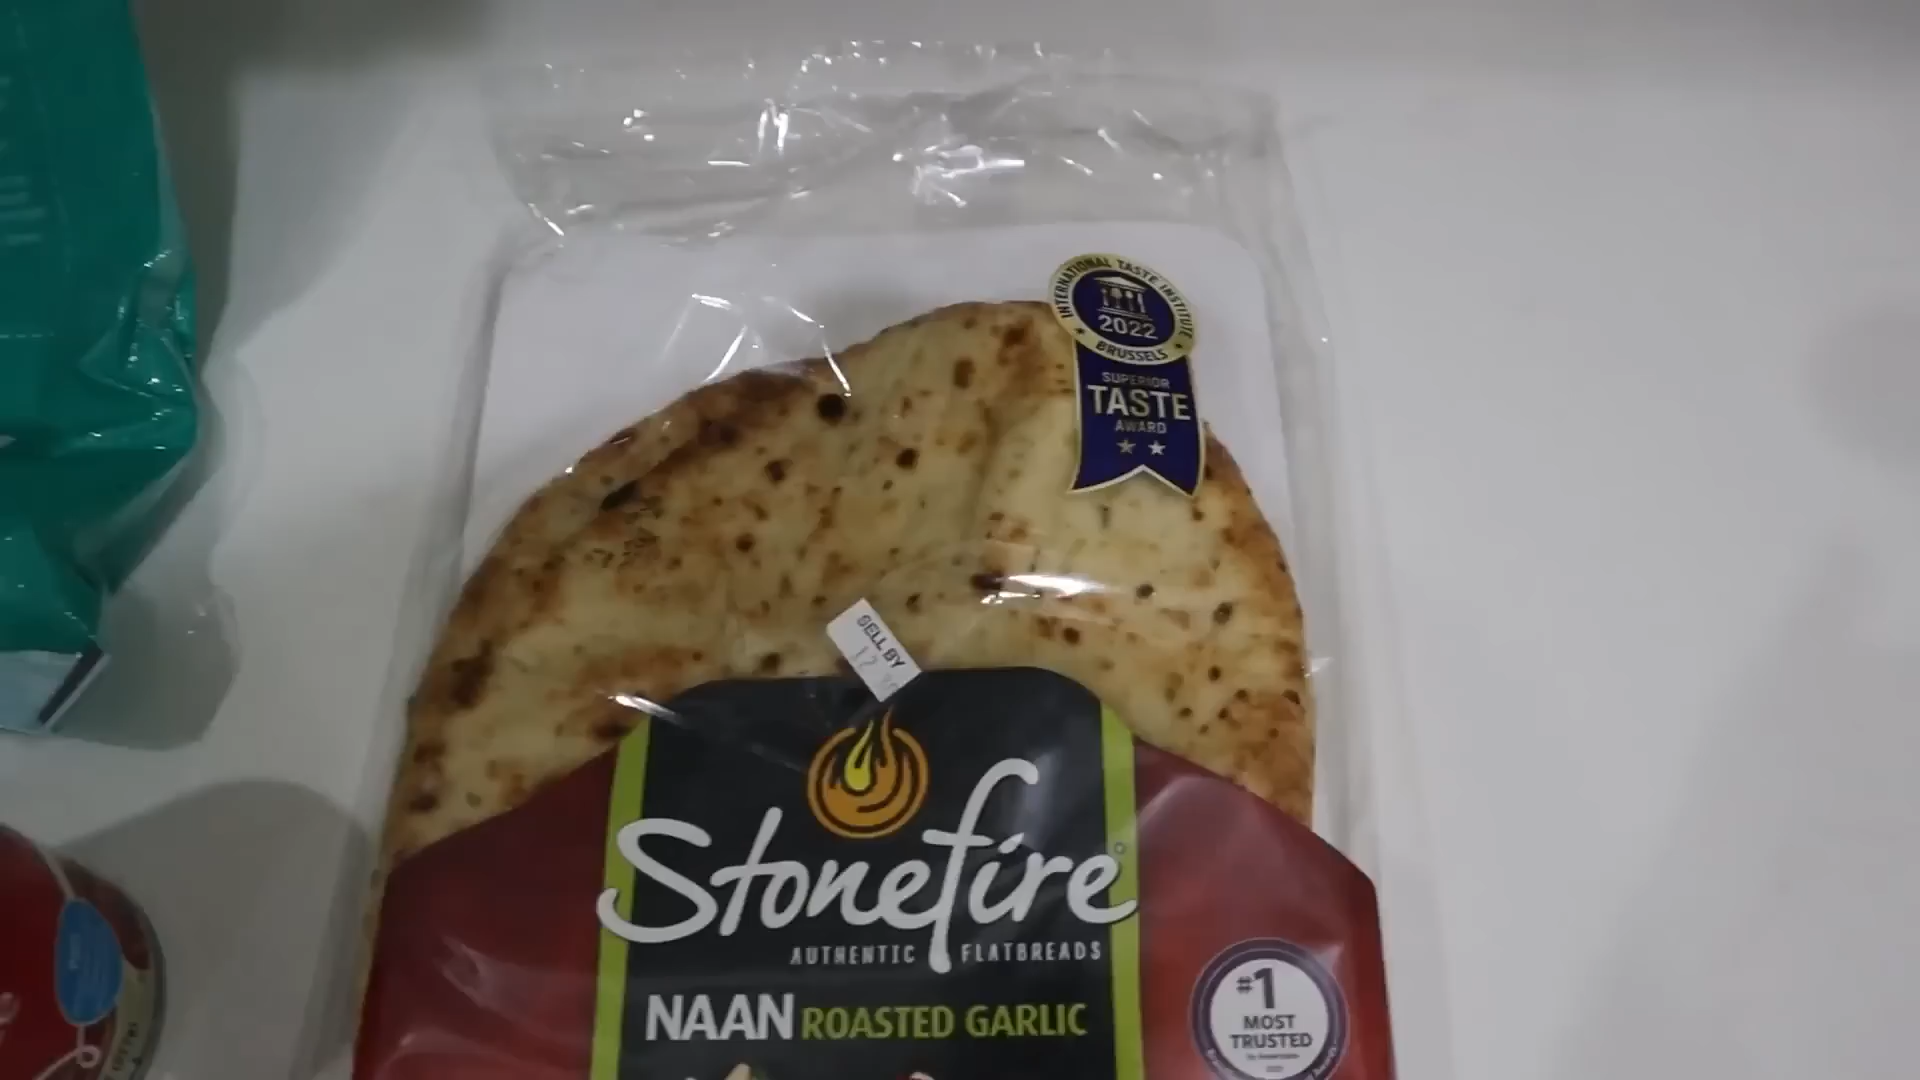 INTERNATIONAL TASTE INSTITUTE
2022
BRUSSELS
SUPERIOR
TASTE
AWARD
SELL BY
Stonefire
AUTHENTIC FLATBREADS
NAAN ROASTED GARLIC
#1
MOST
TRUSTED